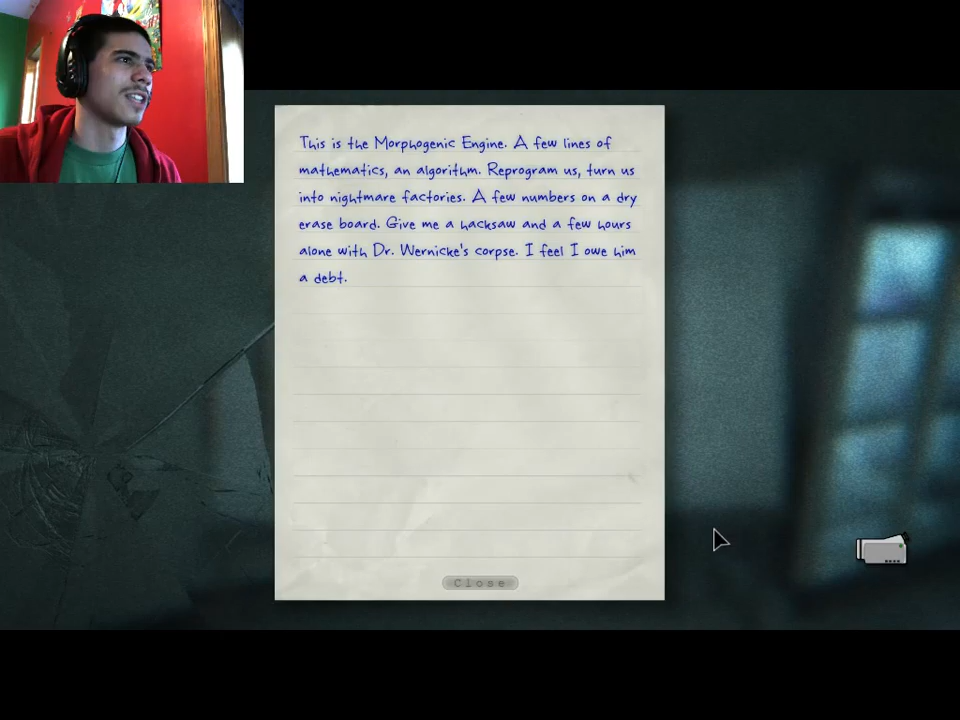 This is the Morphogenic Engine. A few lines of
mathematics, an algorithm. Reprogram us, turn us
into nightmare factories. A few numbers on a dry
erase board. Give me a hacksaw and a few hours
alone with Dr. Wernicke's corpse. I feel I owe him
a debt.
Close